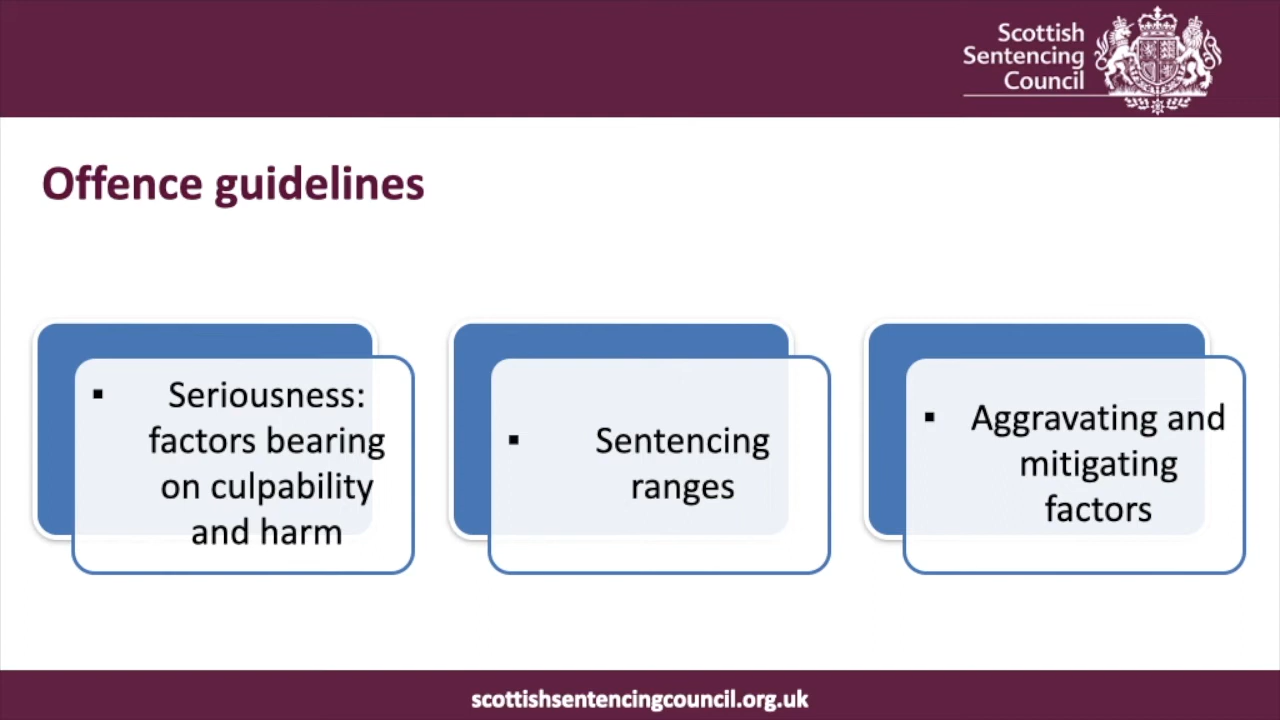 Scottish
Sentencing
Council
Offence guidelines
▪ Seriousness:
factors bearing
on culpability
and harm
▪ Sentencing
ranges
▪ Aggravating and
mitigating
factors
scottishsentencingcouncil.org.uk